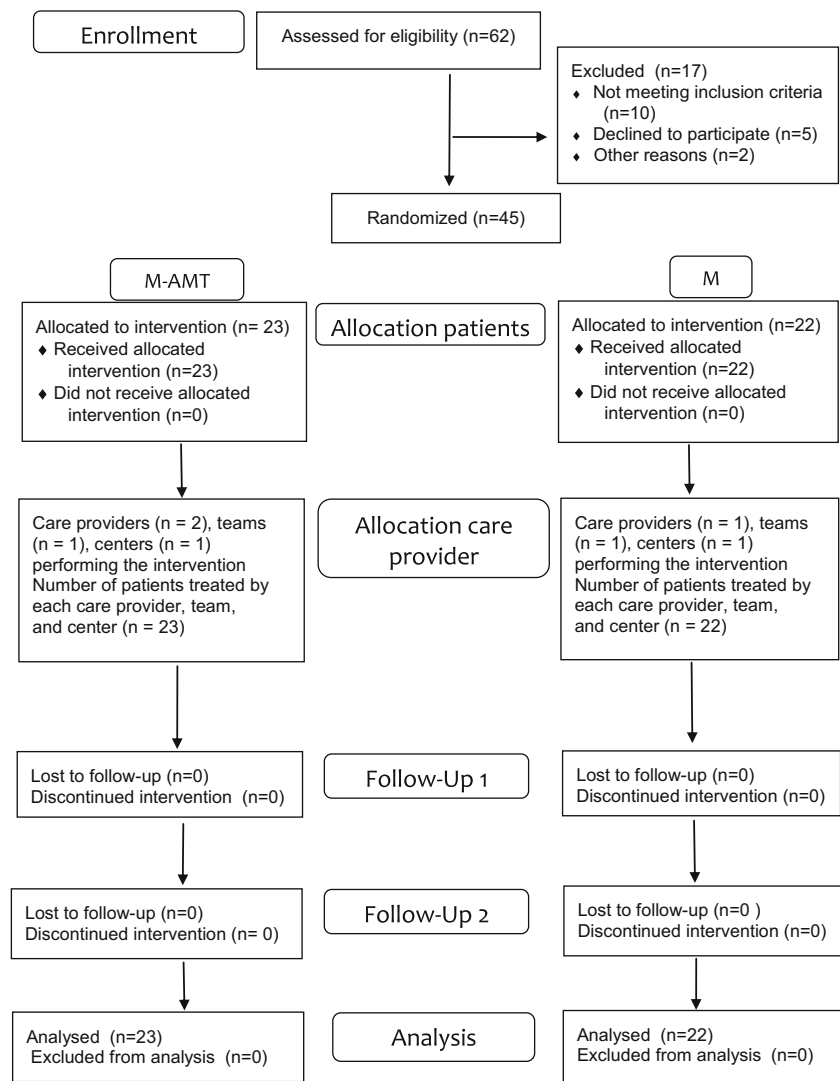 Enrollment
Assessed for eligibility (n=62)
Excluded (n=17)
♦ Not meeting inclusion criteria
(n=10)
♦ Declined to participate (n=5)
♦ Other reasons (n=2)
Randomized (n=45)
M-AMT
Allocated to intervention (n= 23)
♦ Received allocated
intervention (n=23)
♦ Did not receive allocated
intervention (n=0)
Allocation patients
M
Allocated to intervention (n=22)
♦ Received allocated
intervention (n=22)
♦ Did not receive allocated
intervention (n=0)
Care providers (n = 2), teams
(n = 1), centers (n = 1)
performing the intervention
Number of patients treated by
each care provider, team,
and center (n = 23)
Allocation care
provider
Care providers (n = 1), teams
(n = 1), centers (n = 1)
performing the intervention
Number of patients treated by
each care provider, team,
and center (n = 22)
Lost to follow-up (n=0)
Discontinued intervention (n=0)
Follow-Up 1
Lost to follow-up (n=0)
Discontinued intervention (n=0)
Lost to follow-up (n=0)
Discontinued intervention (n= 0)
Follow-Up 2
Lost to follow-up (n=0 )
Discontinued intervention (n=0)
Analysed (n=23)
Excluded from analysis (n=0)
Analysis
Analysed (n=22)
Excluded from analysis (n=0)